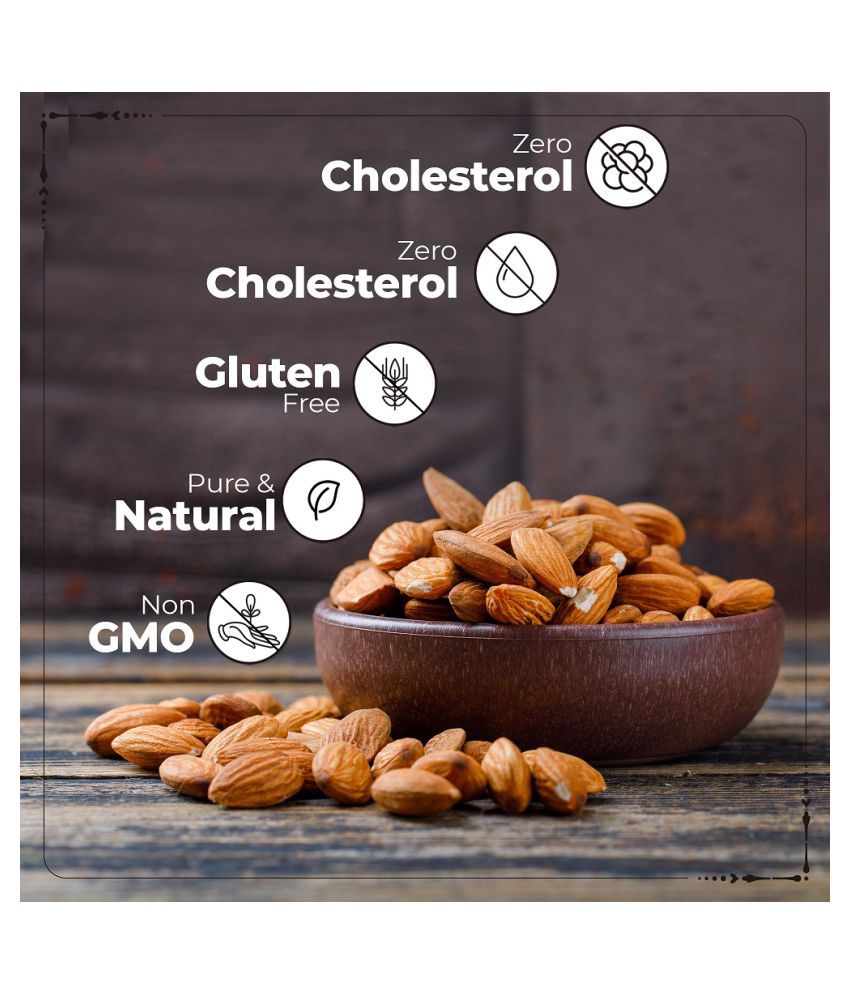 Zero
Cholesterol
Zero
Cholesterol
Gluten
Free
Pure &
Natural
Non
GMO